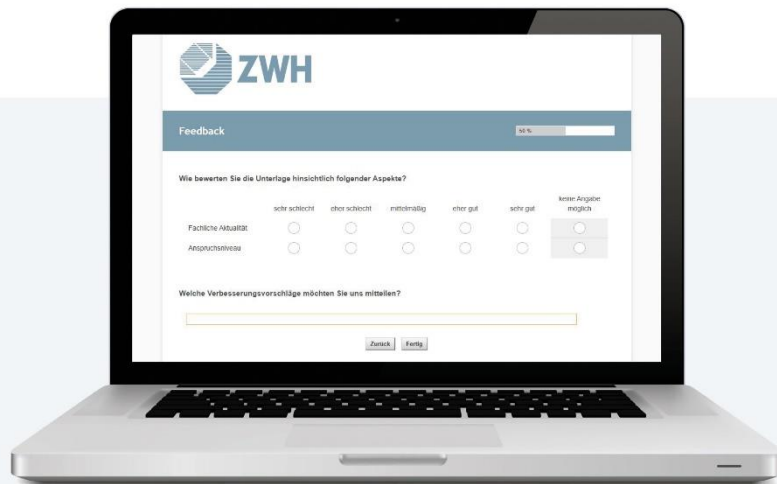 ZWH
Feedback
50 %
Wie bewerten Sie die Unterlage hinsichtlich folgender Aspekte?
sehr schlecht eher schlecht mittelmäßig eher gut sehr gut keine Angabe möglich
Fachliche Aktualität
Anspruchsniveau
Welche Verbesserungsvorschläge möchten Sie uns mitteilen?
Zurück Fertig